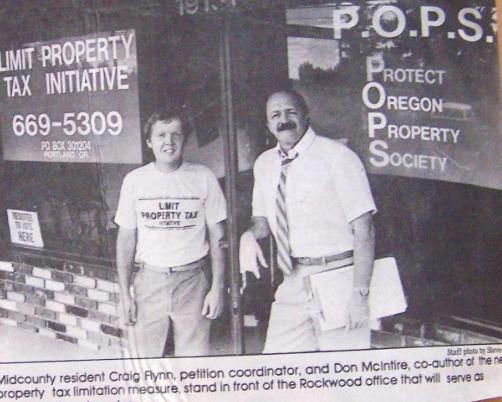 LIMIT PROPERTY
TAX INITIATIVE
669-5309
PO BOX 301204
PORTLAND, OR.
REGISTER
TO VOTE
HERE
LIMIT
PROPERTY TAX
INITIATIVE
P.O.P.S.
PROTECT
OREGON
PROPERTY
SOCIETY
Staff photo by Steve
Midcounty resident Craig Flynn, petition coordinator, and Don McIntire, co-author of the ne
property tax limitation measure, stand in front of the Rockwood office that will serve as